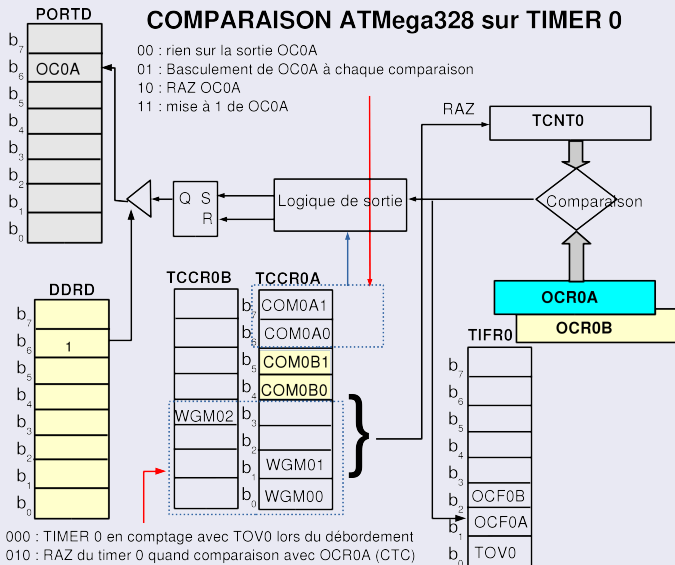 PORTD
COMPARAISON ATMega328 sur TIMER 0
00 : rien sur la sortie OC0A
01 : Basculement de OC0A à chaque comparaison
10 : RAZ OC0A
11 : mise à 1 de OC0A
b7
b6 OC0A
b5
b4
b3
b2
b1
b0
RAZ
TCNT0
Comparaison
Logique de sortie
Q S
R
OCR0A
OCR0B
DDRD
b7
b6 1
b5
b4
b3
b2
b1
b0
TCCR0B
WGM02
TCCR0A
b7 COM0A1
b6 COM0A0
b5 COM0B1
b4 COM0B0
b3
b2
b1 WGM01
b0 WGM00
}
TIFR0
b7
b6
b5
b4
b3
b2 OCF0B
b1 OCF0A
b0 TOV0
000 : TIMER 0 en comptage avec TOV0 lors du débordement
010 : RAZ du timer 0 quand comparaison avec OCR0A (CTC)